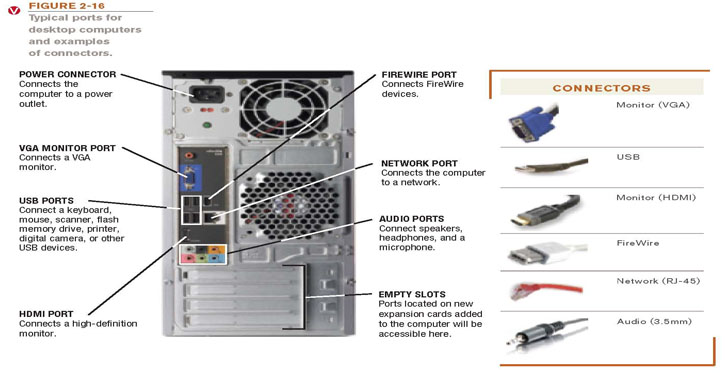 FIGURE 2-16
Typical ports for
desktop computers
and examples
of connectors.
POWER CONNECTOR
Connects the
computer to a power
outlet.
VGA MONITOR PORT
Connects a VGA
monitor.
USB PORTS
Connect a keyboard,
mouse, scanner, flash
memory drive, printer,
digital camera, or other
USB devices.
HDMI PORT
Connects a high-definition
monitor.
FIREWIRE PORT
Connects FireWire
devices.
NETWORK PORT
Connects the computer
to a network.
AUDIO PORTS
Connect speakers,
headphones, and a
microphone.
EMPTY SLOTS
Ports located on new
expansion cards added
to the computer will be
accessible here.
CONNECTORS
Monitor (VGA)
USB
Monitor (HDMI)
FireWire
Network (RJ-45)
Audio (3.5mm)